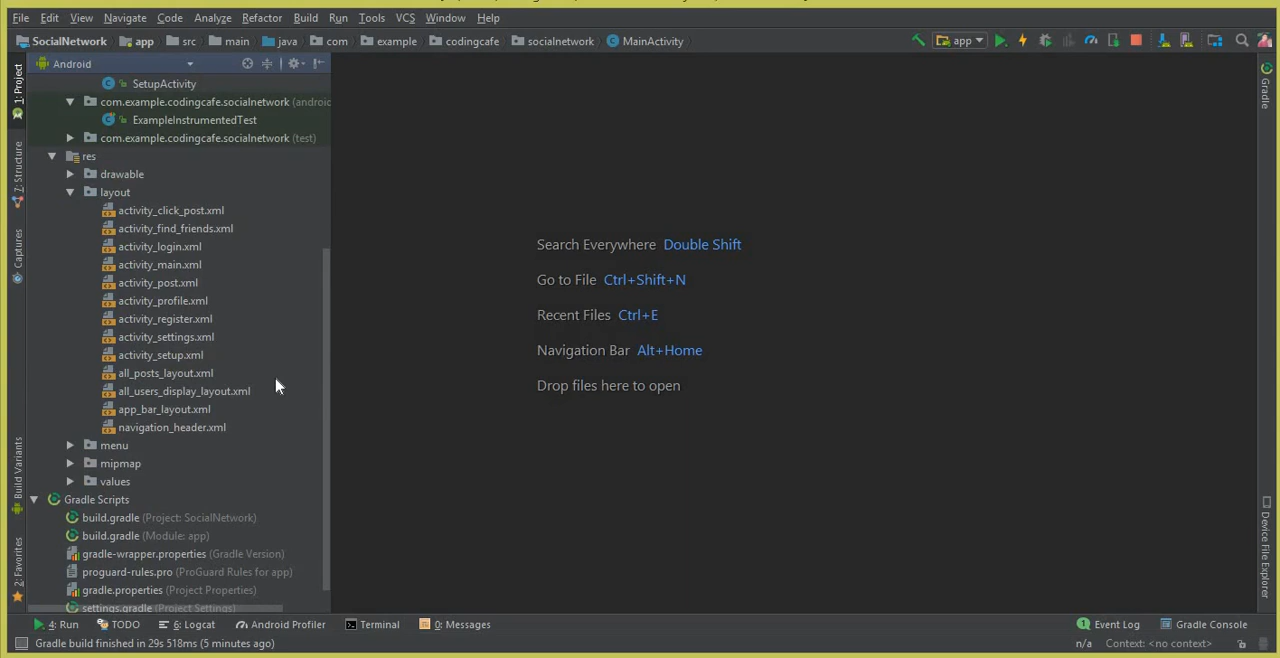 File Edit View Navigate Code Analyze Refactor Build Run Tools VCS Window Help
SocialNetwork app src main java com example codingcafe socialnetwork MainActivity app
Android
SetupActivity
com.example.codingcafe.socialnetwork (androic
ExampleInstrumentedTest
com.example.codingcafe.socialnetwork (test)
res
drawable
layout
activity_click_post.xml
activity_find_friends.xml
activity_login.xml
activity_main.xml
activity_post.xml
activity_profile.xml
activity_register.xml
activity_settings.xml
activity_setup.xml
all_posts_layout.xml
all_users_display_layout.xml
app_bar_layout.xml
navigation_header.xml
menu
mipmap
values
Gradle Scripts
build.gradle (Project: SocialNetwork)
build.gradle (Module: app)
gradle-wrapper.properties (Gradle Version)
proguard-rules.pro (ProGuard Rules for app)
gradle.properties (Project Properties)
settings.gradle (Project Settings)
1: Project
7: Structure
Captures
Build Variants
2: Favorites
Search Everywhere Double Shift
Go to File Ctrl+Shift+N
Recent Files Ctrl+E
Navigation Bar Alt+Home
Drop files here to open
Gradle
Device File Explorer
4: Run TODO 6: Logcat Android Profiler Terminal 0: Messages 1 Event Log Gradle Console
Gradle build finished in 29s 518ms (5 minutes ago) n/a Context: <no context>